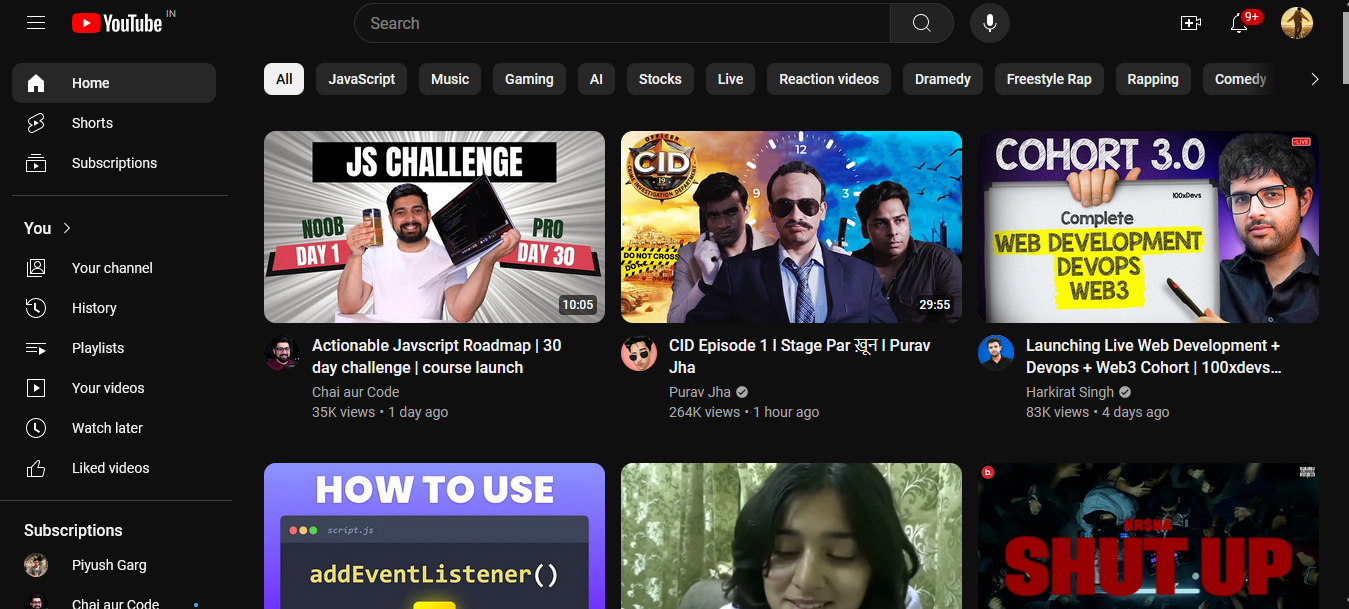 YouTube IN
Search
9+
Home
Shorts
Subscriptions
You
Your channel
History
Playlists
Your videos
Watch later
Liked videos
Subscriptions
Piyush Garg
Chai aur Code
All
JavaScript
Music
Gaming
AI
Stocks
Live
Reaction videos
Dramedy
Freestyle Rap
Rapping
Comedy
JS CHALLENGE
NOOB
DAY 1
PRO
DAY 30
10:05
Actionable Javscript Roadmap | 30
day challenge | course launch
Chai aur Code
35K views • 1 day ago
OFFICER
CID
DO NOT CROSS
12
9
3
29:55
CID Episode 1 I Stage Par ख़ून I Purav
Jha
Purav Jha
264K views • 1 hour ago
COHORT 3.0
LIVE
100xDevs
Complete
WEB DEVELOPMENT
DEVOPS
WEB3
Launching Live Web Development +
Devops + Web3 Cohort | 100xdevs...
Harkirat Singh
83K views • 4 days ago
HOW TO USE
script.js
addEventListener()
b.
KR$NA
SHUT UP